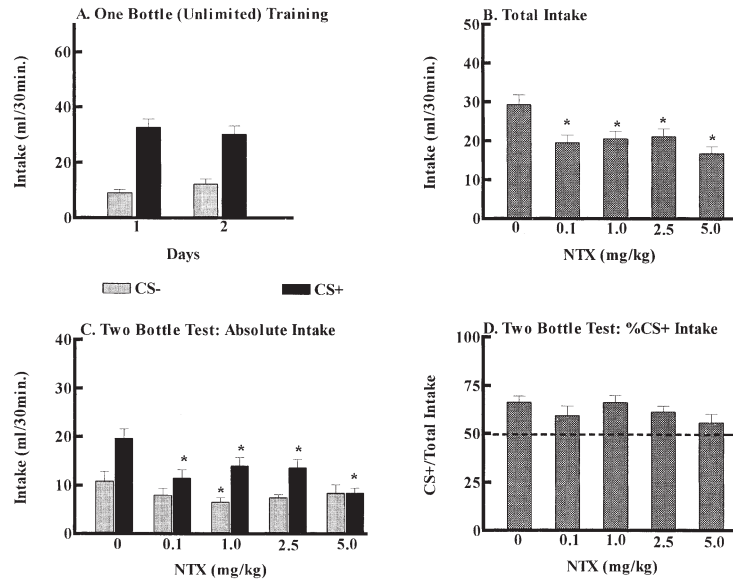 A. One Bottle (Unlimited) Training
60
40
20
0
Intake (ml/30min.)
1 2
Days
CS- CS+
B. Total Intake
50
40
30
20
10
0
Intake (ml/30min.)
* * * *
0 0.1 1.0 2.5 5.0
NTX (mg/kg)
C. Two Bottle Test: Absolute Intake
40
30
20
10
0
Intake (ml/30min.)
* * * * *
0 0.1 1.0 2.5 5.0
NTX (mg/kg)
D. Two Bottle Test: %CS+ Intake
100
75
50
25
0
CS+/Total Intake
0 0.1 1.0 2.5 5.0
NTX (mg/kg)